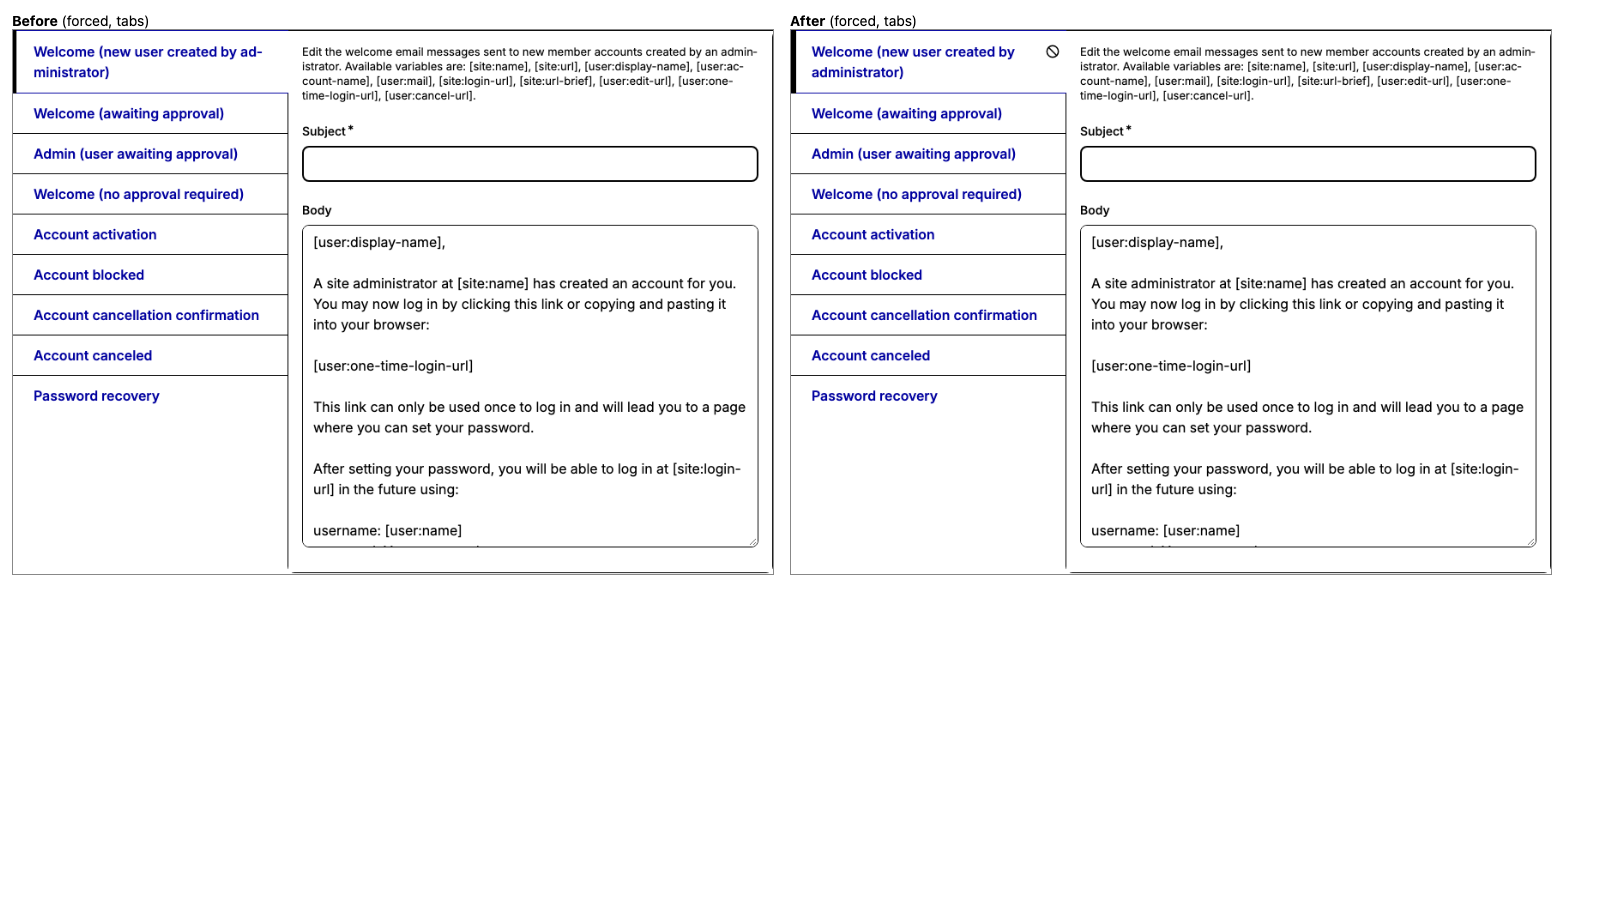 Before (forced, tabs)
Welcome (new user created by ad-
ministrator)
Welcome (awaiting approval)
Admin (user awaiting approval)
Welcome (no approval required)
Account activation
Account blocked
Account cancellation confirmation
Account canceled
Password recovery
Edit the welcome email messages sent to new member accounts created by an admin-
istrator. Available variables are: [site:name], [site:url], [user:display-name], [user:ac-
count-name], [user:mail], [site:login-url], [site:url-brief], [user:edit-url], [user:one-
time-login-url], [user:cancel-url].
Subject *
Body
[user:display-name],
A site administrator at [site:name] has created an account for you.
You may now log in by clicking this link or copying and pasting it
into your browser:
[user:one-time-login-url]
This link can only be used once to log in and will lead you to a page
where you can set your password.
After setting your password, you will be able to log in at [site:login-
url] in the future using:
username: [user:name]
After (forced, tabs)
Welcome (new user created by
administrator)
Welcome (awaiting approval)
Admin (user awaiting approval)
Welcome (no approval required)
Account activation
Account blocked
Account cancellation confirmation
Account canceled
Password recovery
Edit the welcome email messages sent to new member accounts created by an admin-
istrator. Available variables are: [site:name], [site:url], [user:display-name], [user:ac-
count-name], [user:mail], [site:login-url], [site:url-brief], [user:edit-url], [user:one-
time-login-url], [user:cancel-url].
Subject *
Body
[user:display-name],
A site administrator at [site:name] has created an account for you.
You may now log in by clicking this link or copying and pasting it
into your browser:
[user:one-time-login-url]
This link can only be used once to log in and will lead you to a page
where you can set your password.
After setting your password, you will be able to log in at [site:login-
url] in the future using:
username: [user:name]